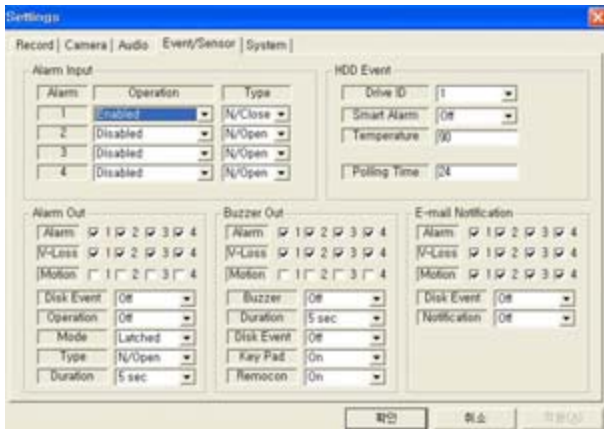 Settings
Record | Camera | Audio | Event/Sensor | System |
Alarm Input
Alarm Operation Type
1 Enabled N/Close
2 Disabled N/Open
3 Disabled N/Open
4 Disabled N/Open
HDD Event
Drive ID 1
Smart Alarm Off
Temperature 90
Polling Time 24
Alarm Out
Alarm 1 2 3 4
V-Loss 1 2 3 4
Motion 1 2 3 4
Disk Event Off
Operation Off
Mode Latched
Type N/Open
Duration 5 sec
Buzzer Out
Alarm 1 2 3 4
V-Loss 1 2 3 4
Motion 1 2 3 4
Buzzer Off
Duration 5 sec
Disk Event Off
Key Pad On
Remocon On
E-mail Notification
Alarm 1 2 3 4
V-Loss 1 2 3 4
Motion 1 2 3 4
Disk Event Off
Notification Off
확인 취소 적용(A)